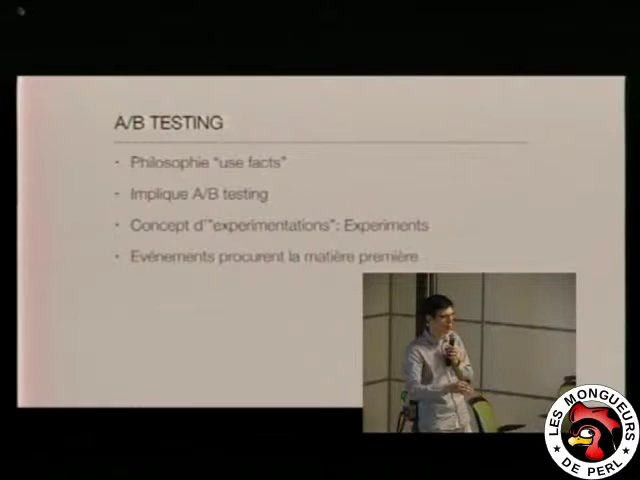 A/B TESTING
· Philosophie "use facts"
· Implique A/B testing
· Concept d'"experimentations": Experiments
· Evénements procurent la matière première
LES MONGUEURS
★ DE PERL ★